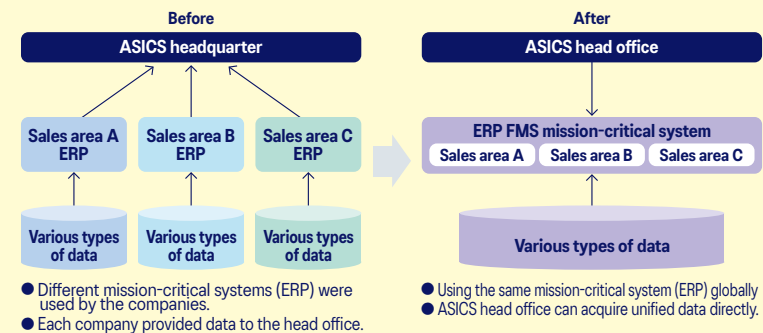 Before
ASICS headquarter
Sales area A
ERP
Sales area B
ERP
Sales area C
ERP
Various types
of data
Various types
of data
Various types
of data
● Different mission-critical systems (ERP) were
used by the companies.
● Each company provided data to the head office.
After
ASICS head office
ERP FMS mission-critical system
Sales area A
Sales area B
Sales area C
Various types of data
● Using the same mission-critical system (ERP) globally
● ASICS head office can acquire unified data directly.